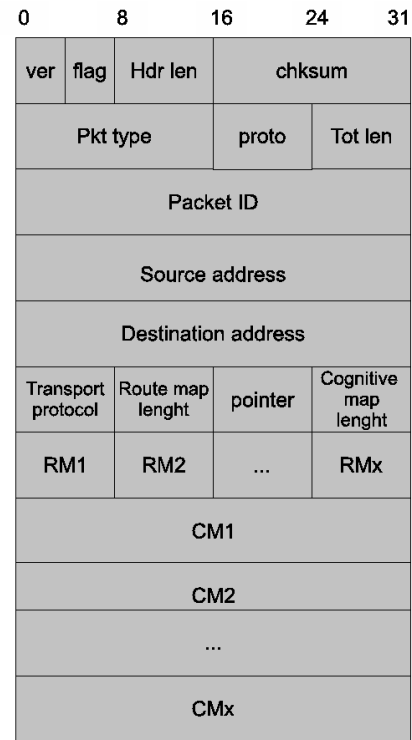 0 8 16 24 31
ver flag Hdr len chksum
Pkt type proto Tot len
Packet ID
Source address
Destination address
Transport protocol Route map lenght pointer Cognitive map lenght
RM1 RM2 ... RMx
CM1
CM2
...
CMx